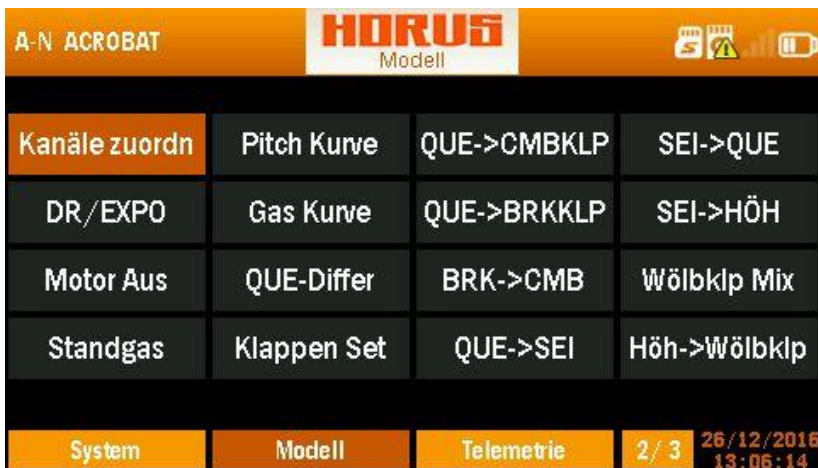 A-N ACROBAT
HORUS
Modell
Kanäle zuordn
Pitch Kurve
QUE->CMBKLP
SEI->QUE
DR/EXPO
Gas Kurve
QUE->BRKKLP
SEI->HÖH
Motor Aus
QUE-Differ
BRK->CMB
Wölbklp Mix
Standgas
Klappen Set
QUE->SEI
Höh->Wölbklp
System
Modell
Telemetrie
2/ 3
26/12/2016
13:06:14